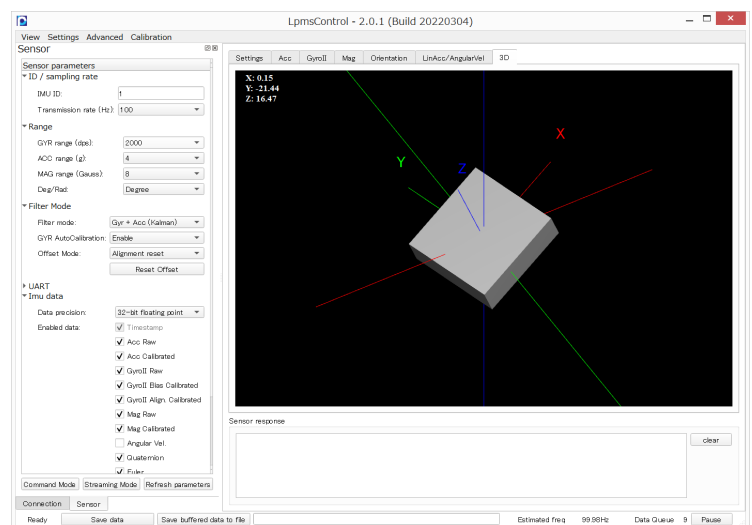 LpmsControl - 2.0.1 (Build 20220304)
View Settings Advanced Calibration
Sensor
Sensor parameters
ID / sampling rate
IMU ID: 1
Transmission rate (Hz): 100
Range
GYR range (dps): 2000
ACC range (g): 4
MAG range (Gauss): 8
Deg/Rad: Degree
Filter Mode
Filter mode: Gyr + Acc (Kalman)
GYR AutoCalibration: Enable
Offset Mode: Alignment reset
Reset Offset
UART
Imu data
Data precision: 32-bit floating point
Enabled data: Timestamp
Acc Raw
Acc Calibrated
GyroII Raw
GyroII Bias Calibrated
GyroII Align. Calibrated
Mag Raw
Mag Calibrated
Angular Vel.
Quaternion
Euler
Command Mode Streaming Mode Refresh parameters
Connection Sensor
Settings Acc GyroII Mag Orientation LinAcc/AngularVel 3D
X: 0.15
Y: -21.44
Z: 16.47
X
Y
Z
Sensor response
clear
Ready Save data Save buffered data to file Estimated freq 99.98Hz Data Queue 9 Pause